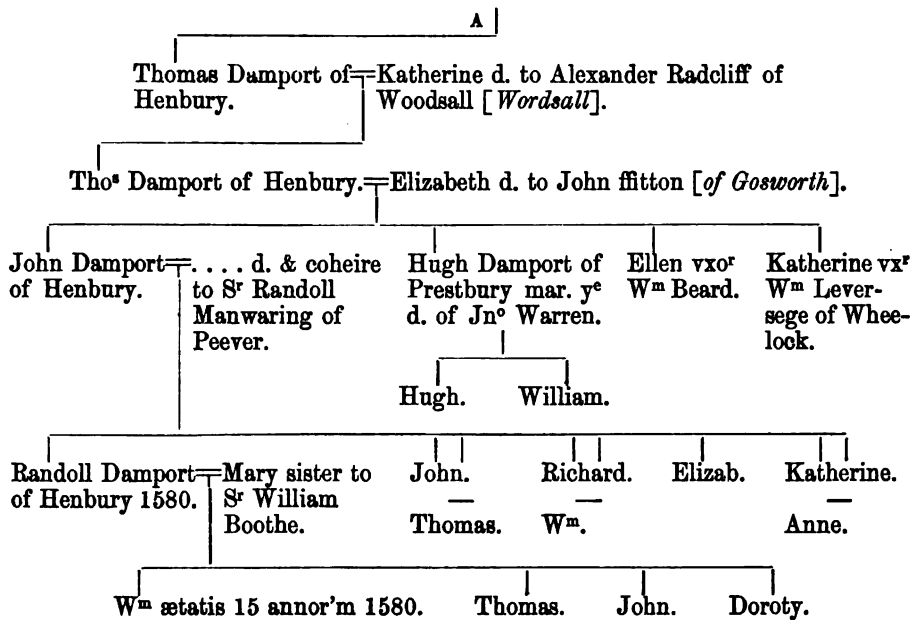 A
Thomas Damport of Henbury.
Katherine d. to Alexander Radcliff of Woodsall [Wordsall].
Thoˢ Damport of Henbury.
Elizabeth d. to John ffitton [of Gosworth].
John Damport
of Henbury.
. . . . d. & coheire
to Sʳ Randoll
Manwaring of
Peever.
Hugh Damport of
Prestbury mar. yᵉ
d. of Jnᵒ Warren.
Ellen vxoʳ
Wᵐ Beard.
Katherine vxʳ
Wᵐ Lever-
sege of Whee-
lock.
Hugh.
William.
Randoll Damport
of Henbury 1580.
Mary sister to
Sʳ William
Boothe.
John.
Thomas.
Richard.
Wᵐ.
Elizab.
Katherine.
Anne.
Wᵐ ætatis 15 annor'm 1580.
Thomas.
John.
Doroty.